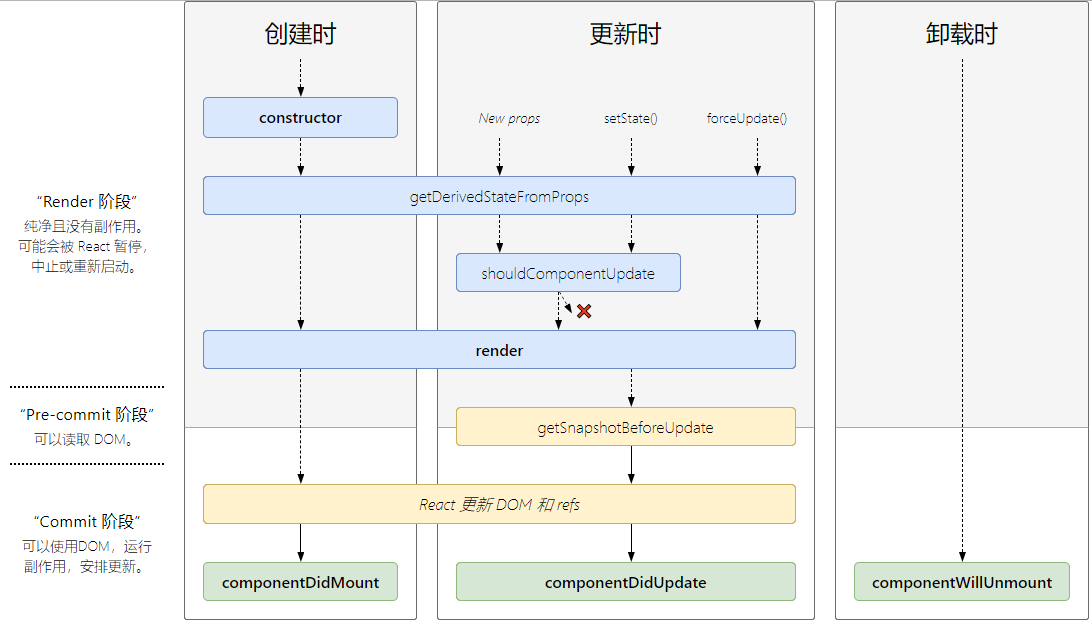 创建时
更新时
卸载时
constructor
New props
setState()
forceUpdate()
getDerivedStateFromProps
“Render 阶段”
纯净且没有副作用。
可能会被 React 暂停，
中止或重新启动。
shouldComponentUpdate
render
“Pre-commit 阶段”
可以读取 DOM。
getSnapshotBeforeUpdate
React 更新 DOM 和 refs
“Commit 阶段”
可以使用DOM，运行
副作用，安排更新。
componentDidMount
componentDidUpdate
componentWillUnmount